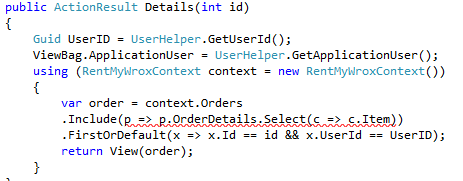 public ActionResult Details(int id)
{
Guid UserID = UserHelper.GetUserId();
ViewBag.ApplicationUser = UserHelper.GetApplicationUser();
using (RentMyWroxContext context = new RentMyWroxContext())
{
var order = context.Orders
.Include(p => p.OrderDetails.Select(c => c.Item))
.FirstOrDefault(x => x.Id == id && x.UserId == UserID);
return View(order);
}